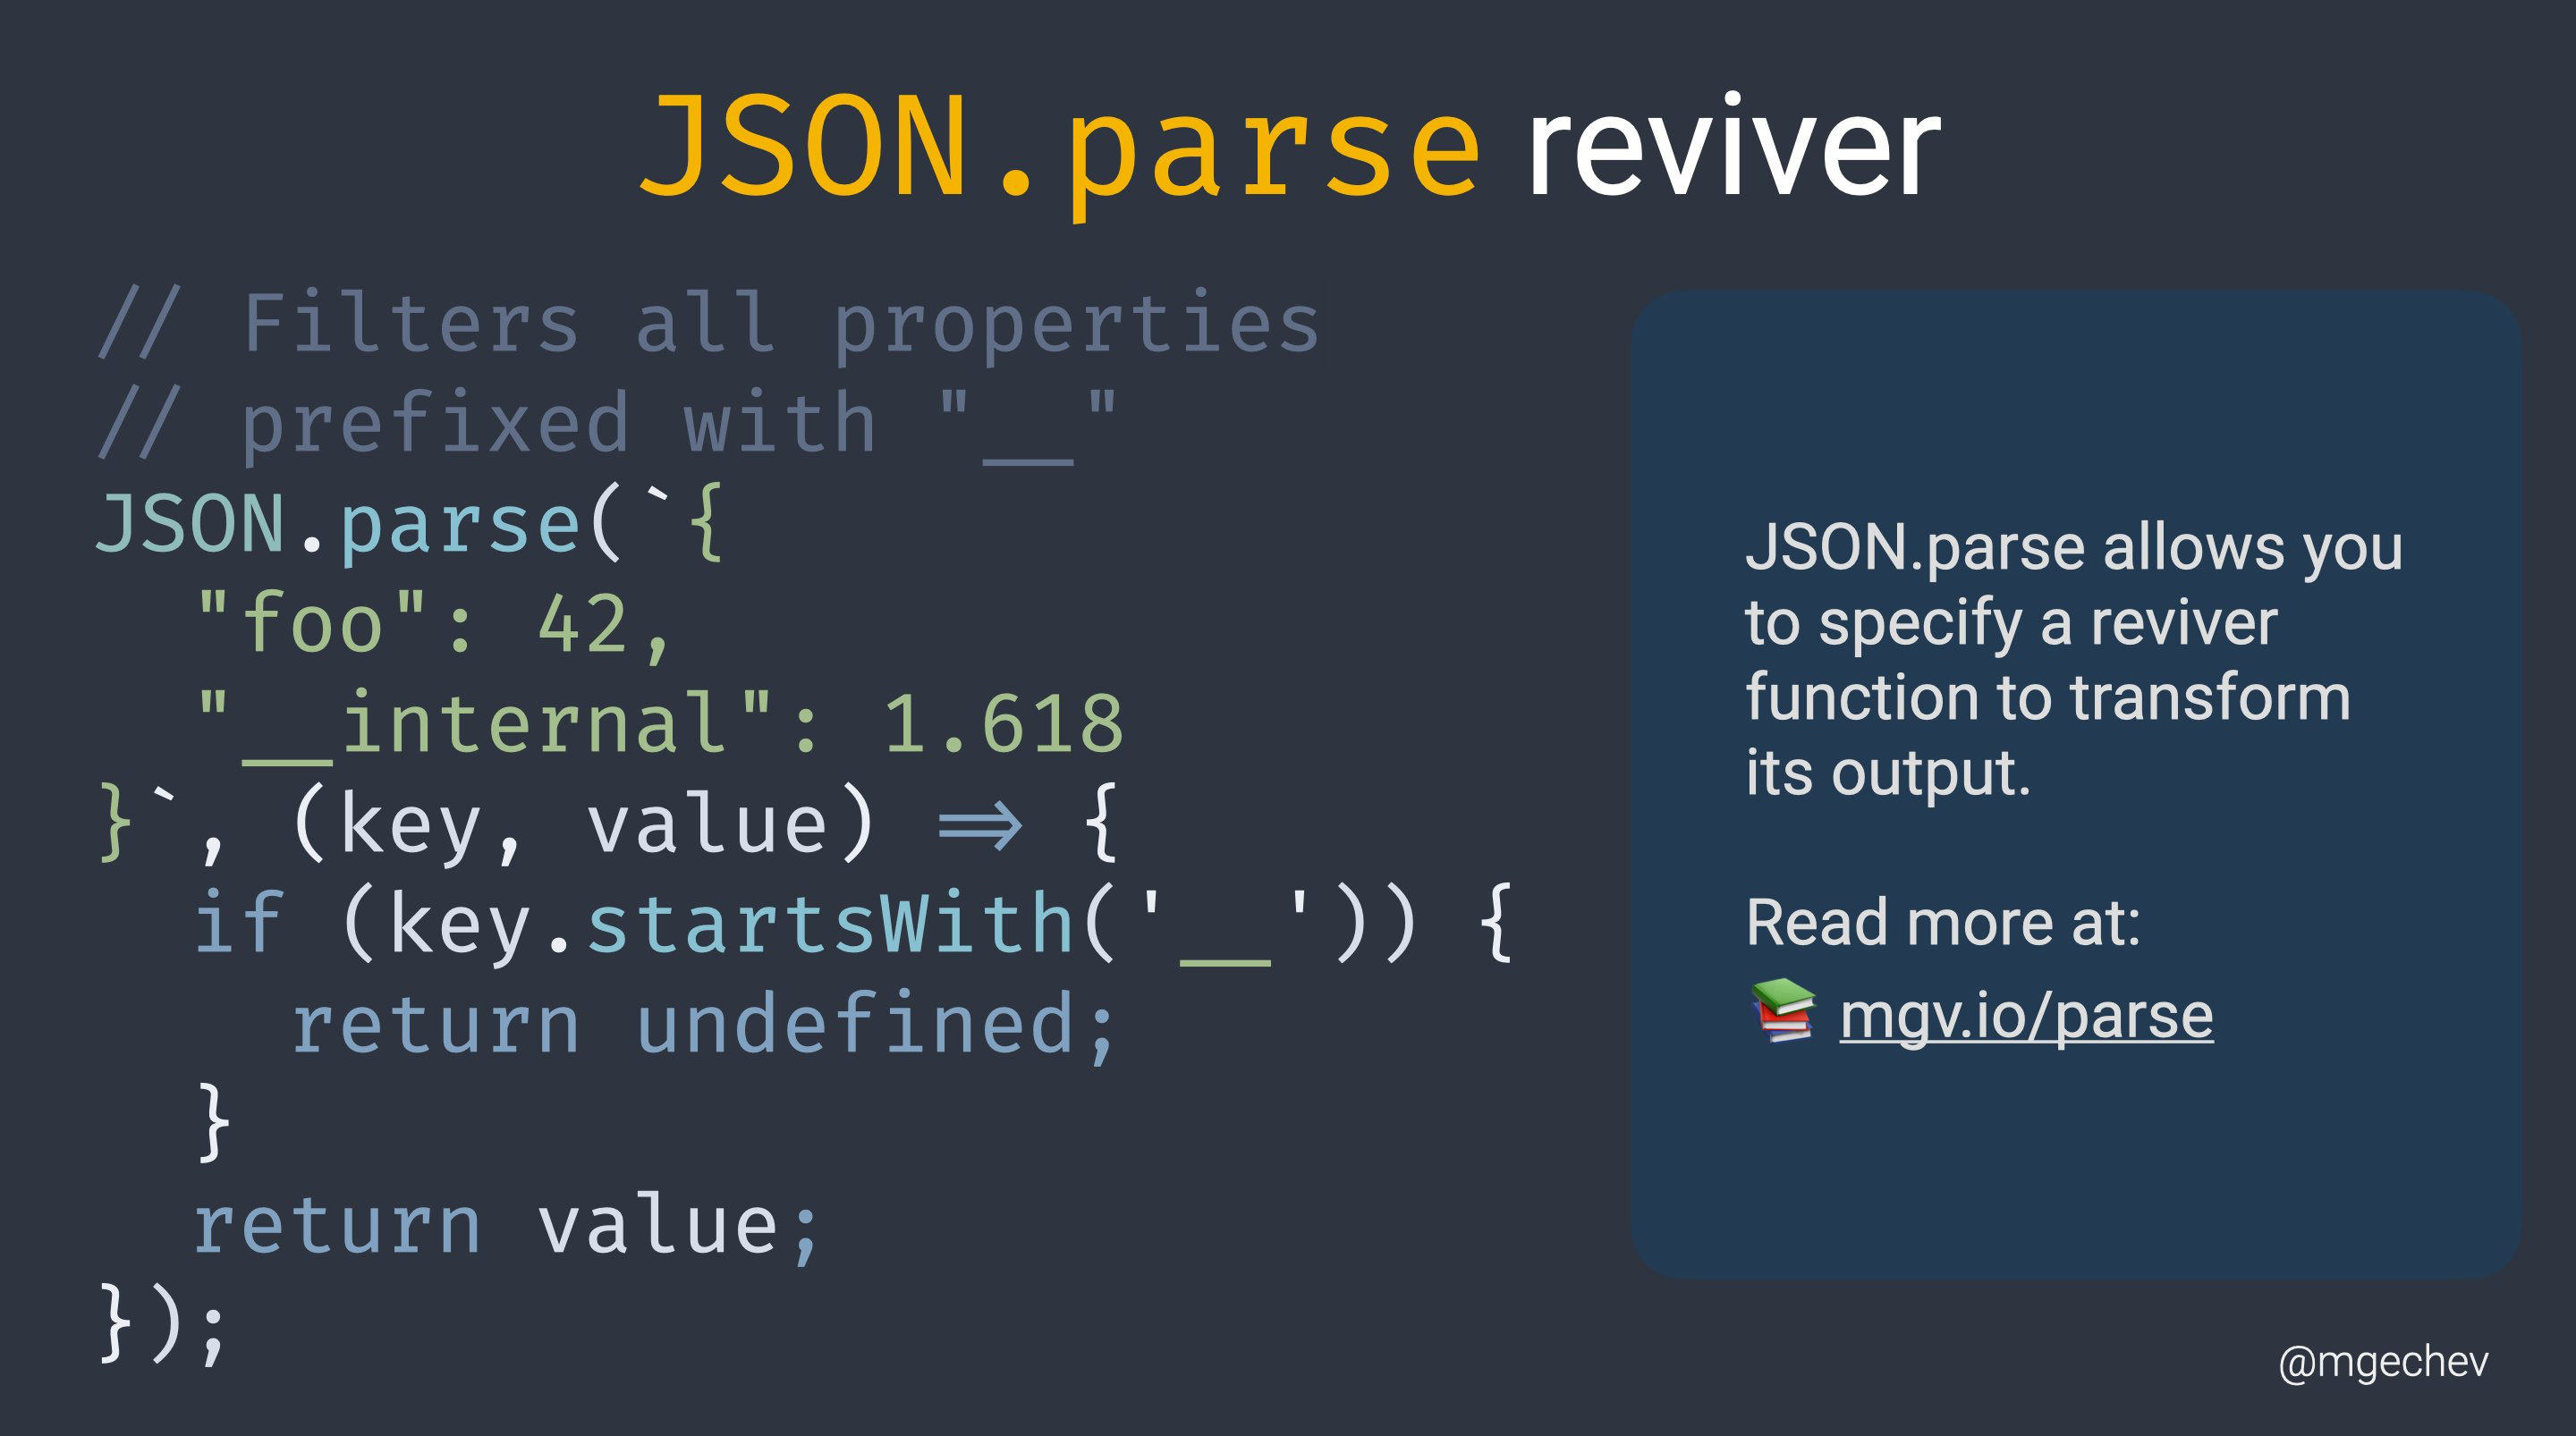 JSON.parse reviver
// Filters all properties
// prefixed with "__"
JSON.parse(`{
  "foo": 42,
  "__internal": 1.618
}`, (key, value) => {
  if (key.startsWith('__')) {
    return undefined;
  }
  return value;
});
JSON.parse allows you
to specify a reviver
function to transform
its output.
Read more at:
📚 mgv.io/parse
@mgechev